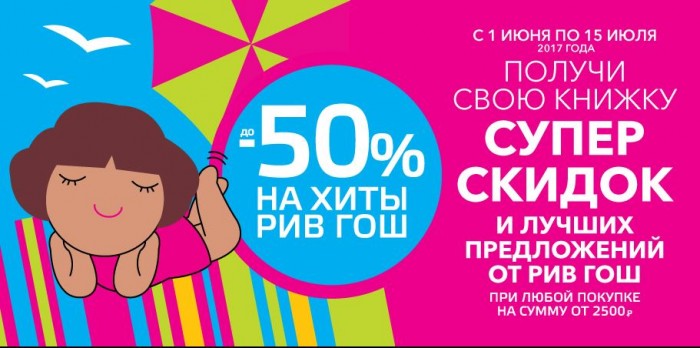 до
-50%
НА ХИТЫ
РИВ ГОШ
С 1 ИЮНЯ ПО 15 ИЮЛЯ
2017 ГОДА
ПОЛУЧИ
СВОЮ КНИЖКУ
СУПЕР
СКИДОК
И ЛУЧШИХ
ПРЕДЛОЖЕНИЙ
ОТ РИВ ГОШ
ПРИ ЛЮБОЙ ПОКУПКЕ
НА СУММУ ОТ 2500₽